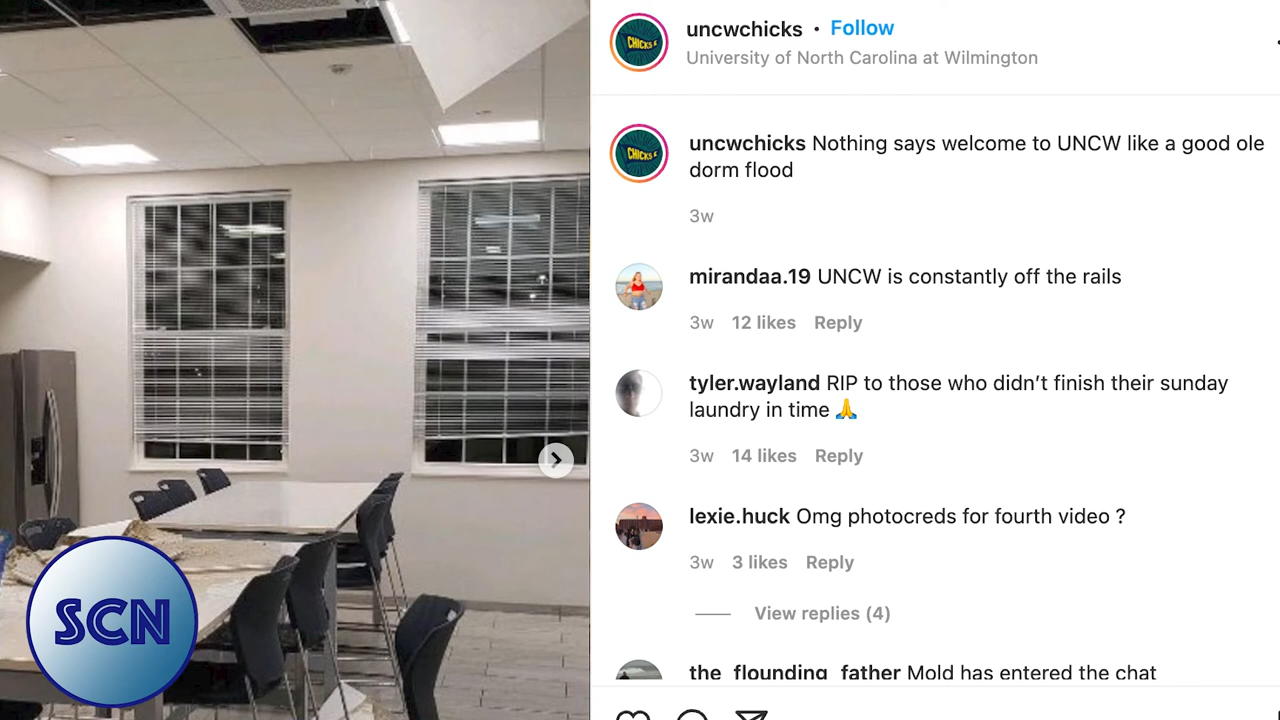 uncwchicks • Follow
University of North Carolina at Wilmington
CHICKS
uncwchicks Nothing says welcome to UNCW like a good ole
dorm flood
CHICKS
3w
mirandaa.19 UNCW is constantly off the rails
3w 12 likes Reply
tyler.wayland RIP to those who didn’t finish their sunday
laundry in time 🙏
3w 14 likes Reply
lexie.huck Omg photocreds for fourth video ?
3w 3 likes Reply
View replies (4)
the_flounding_father Mold has entered the chat
SCN